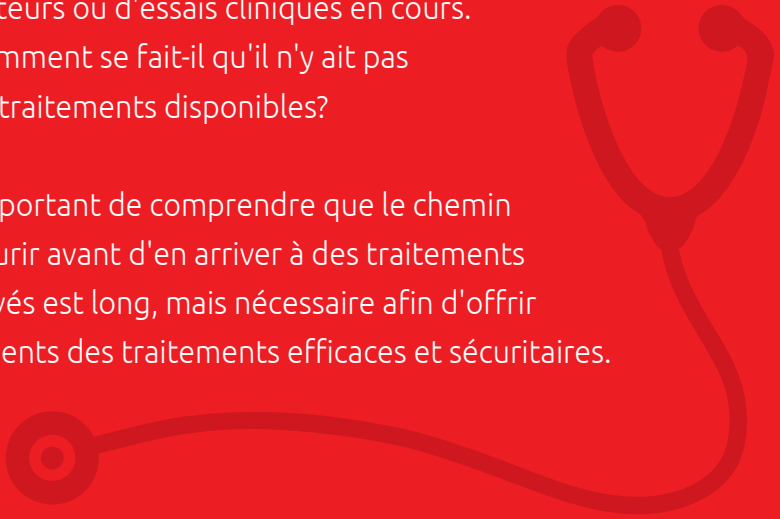 teurs ou d'essais cliniques en cours.
mment se fait-il qu'il n'y ait pas
traitements disponibles?
portant de comprendre que le chemin
urir avant d'en arriver à des traitements
vés est long, mais nécessaire afin d'offrir
ents des traitements efficaces et sécuritaires.